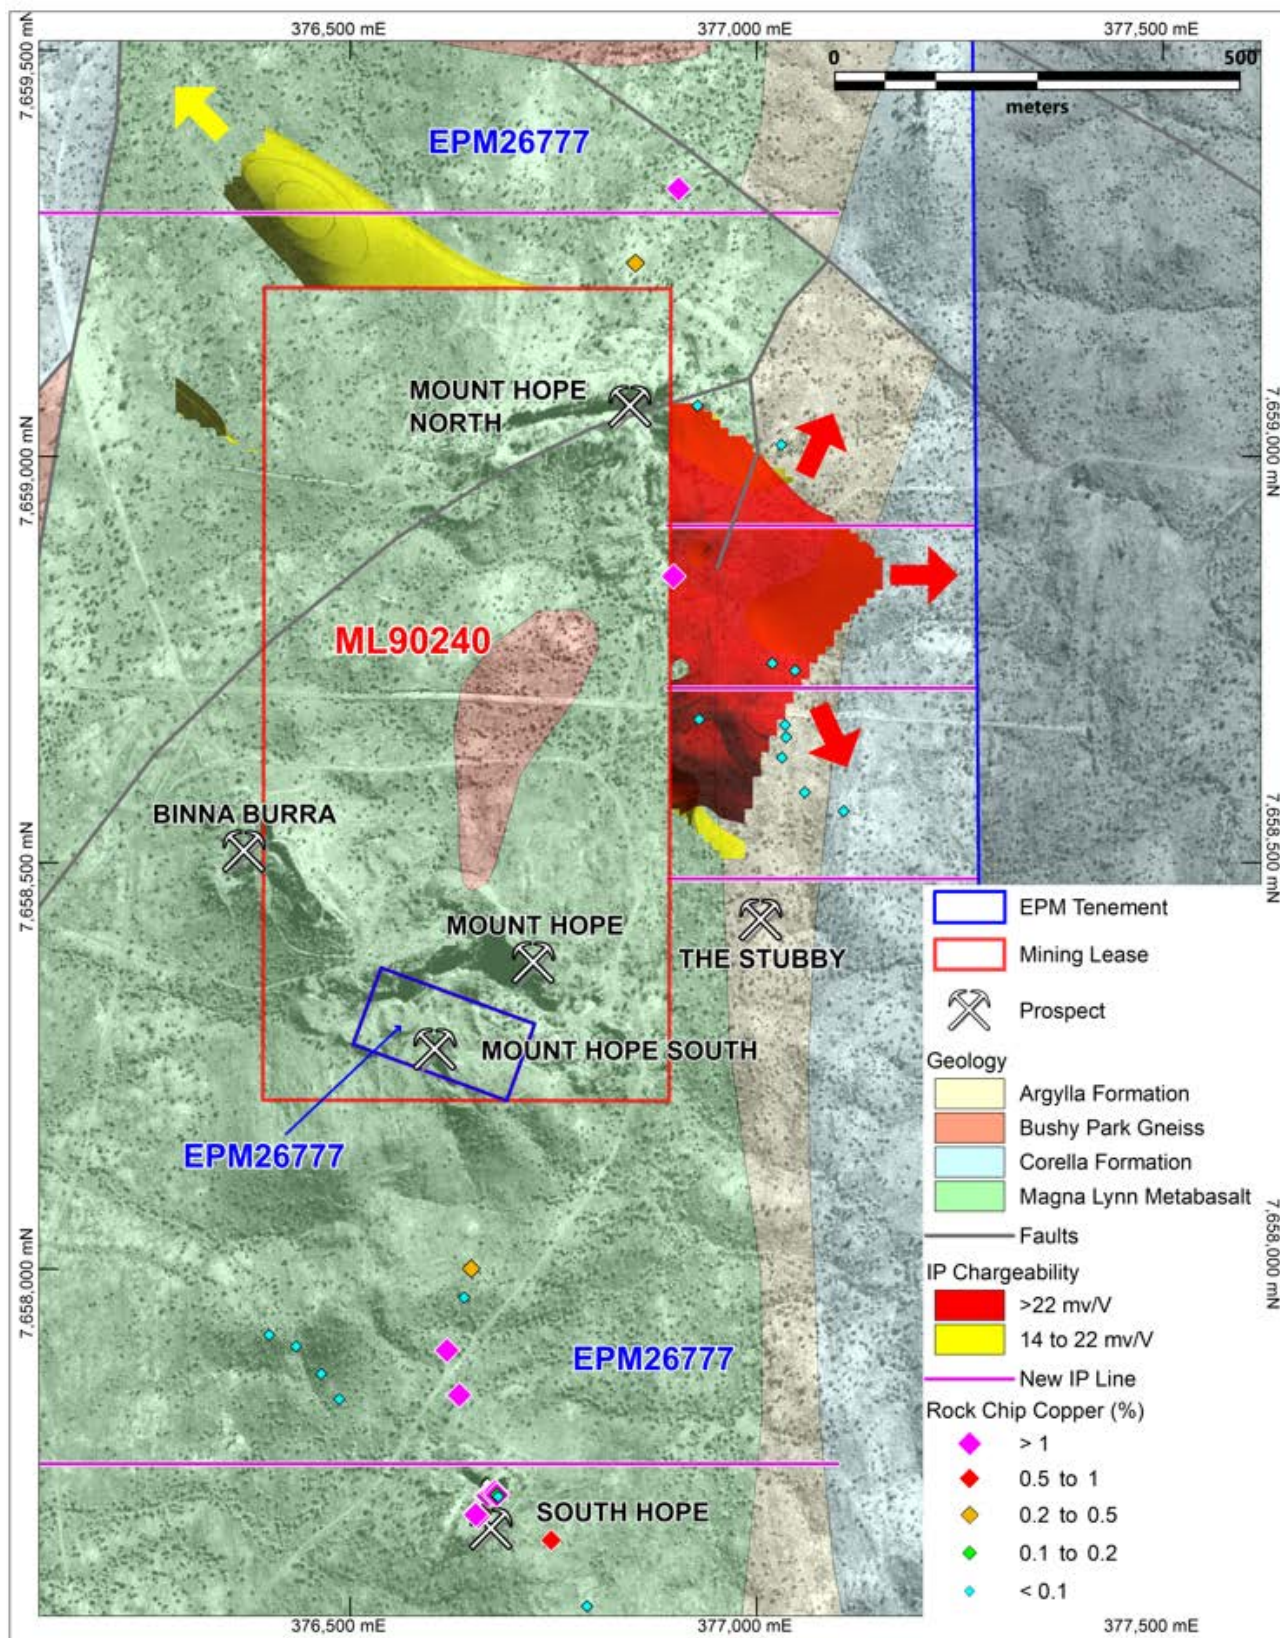 376,500 mE
377,000 mE
377,500 mE
7,659,500 mN
0
500
meters
EPM26777
MOUNT HOPE
NORTH
7,659,000 mN
7,659,000 mN
ML90240
BINNA BURRA
7,658,500 mN
7,658,500 mN
MOUNT HOPE
THE STUBBY
MOUNT HOPE SOUTH
EPM26777
EPM Tenement
Mining Lease
Prospect
Geology
Argylla Formation
Bushy Park Gneiss
Corella Formation
Magna Lynn Metabasalt
Faults
IP Chargeability
>22 mv/V
14 to 22 mv/V
New IP Line
Rock Chip Copper (%)
> 1
0.5 to 1
0.2 to 0.5
0.1 to 0.2
< 0.1
7,658,000 mN
7,658,000 mN
EPM26777
SOUTH HOPE
376,500 mE
377,000 mE
377,500 mE